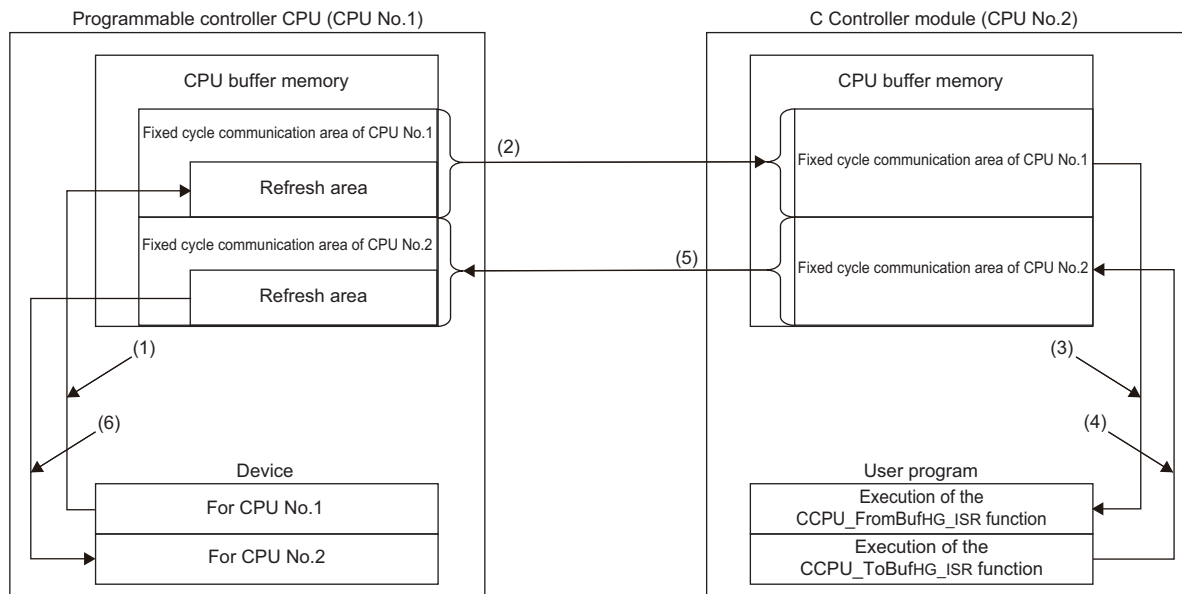 Programmable controller CPU (CPU No.1)
C Controller module (CPU No.2)
CPU buffer memory
CPU buffer memory
Fixed cycle communication area of CPU No.1
(2)
Fixed cycle communication area of CPU No.1
Refresh area
Fixed cycle communication area of CPU No.2
(5)
Fixed cycle communication area of CPU No.2
Refresh area
(1)
(3)
(6)
(4)
Device
User program
For CPU No.1
Execution of the
CCPU_FromBufHG_ISR function
For CPU No.2
Execution of the
CCPU_ToBufHG_ISR function